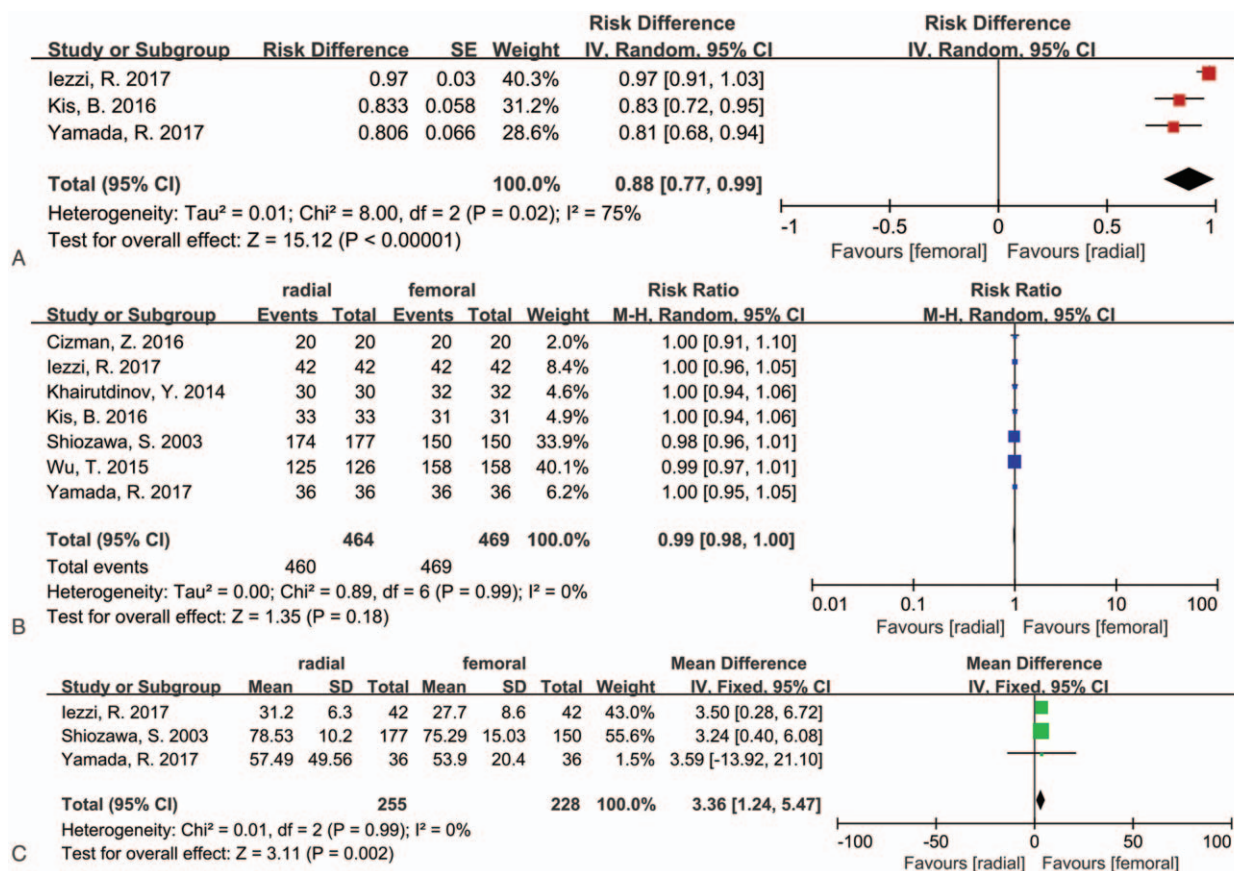 Risk Difference Risk Difference
Study or Subgroup Risk Difference SE Weight IV, Random, 95% CI IV, Random, 95% CI
Iezzi, R. 2017 0.97 0.03 40.3% 0.97 [0.91, 1.03]
Kis, B. 2016 0.833 0.058 31.2% 0.83 [0.72, 0.95]
Yamada, R. 2017 0.806 0.066 28.6% 0.81 [0.68, 0.94]
Total (95% CI) 100.0% 0.88 [0.77, 0.99]
Heterogeneity: Tau² = 0.01; Chi² = 8.00, df = 2 (P = 0.02); I² = 75%
Test for overall effect: Z = 15.12 (P < 0.00001)
-1 -0.5 0 0.5 1
Favours [femoral] Favours [radial]
A
radial femoral Risk Ratio Risk Ratio
Study or Subgroup Events Total Events Total Weight M-H, Random, 95% CI M-H, Random, 95% CI
Cizman, Z. 2016 20 20 20 20 2.0% 1.00 [0.91, 1.10]
Iezzi, R. 2017 42 42 42 42 8.4% 1.00 [0.96, 1.05]
Khairutdinov, Y. 2014 30 30 32 32 4.6% 1.00 [0.94, 1.06]
Kis, B. 2016 33 33 31 31 4.9% 1.00 [0.94, 1.06]
Shiozawa, S. 2003 174 177 150 150 33.9% 0.98 [0.96, 1.01]
Wu, T. 2015 125 126 158 158 40.1% 0.99 [0.97, 1.01]
Yamada, R. 2017 36 36 36 36 6.2% 1.00 [0.95, 1.05]
Total (95% CI) 464 469 100.0% 0.99 [0.98, 1.00]
Total events 460 469
Heterogeneity: Tau² = 0.00; Chi² = 0.89, df = 6 (P = 0.99); I² = 0%
Test for overall effect: Z = 1.35 (P = 0.18)
0.01 0.1 1 10 100
Favours [radial] Favours [femoral]
B
radial femoral Mean Difference Mean Difference
Study or Subgroup Mean SD Total Mean SD Total Weight IV, Fixed, 95% CI IV, Fixed, 95% CI
Iezzi, R. 2017 31.2 6.3 42 27.7 8.6 42 43.0% 3.50 [0.28, 6.72]
Shiozawa, S. 2003 78.53 10.2 177 75.29 15.03 150 55.6% 3.24 [0.40, 6.08]
Yamada, R. 2017 57.49 49.56 36 53.9 20.4 36 1.5% 3.59 [-13.92, 21.10]
Total (95% CI) 255 228 100.0% 3.36 [1.24, 5.47]
Heterogeneity: Chi² = 0.01, df = 2 (P = 0.99); I² = 0%
Test for overall effect: Z = 3.11 (P = 0.002)
-100 -50 0 50 100
Favours [radial] Favours [femoral]
C